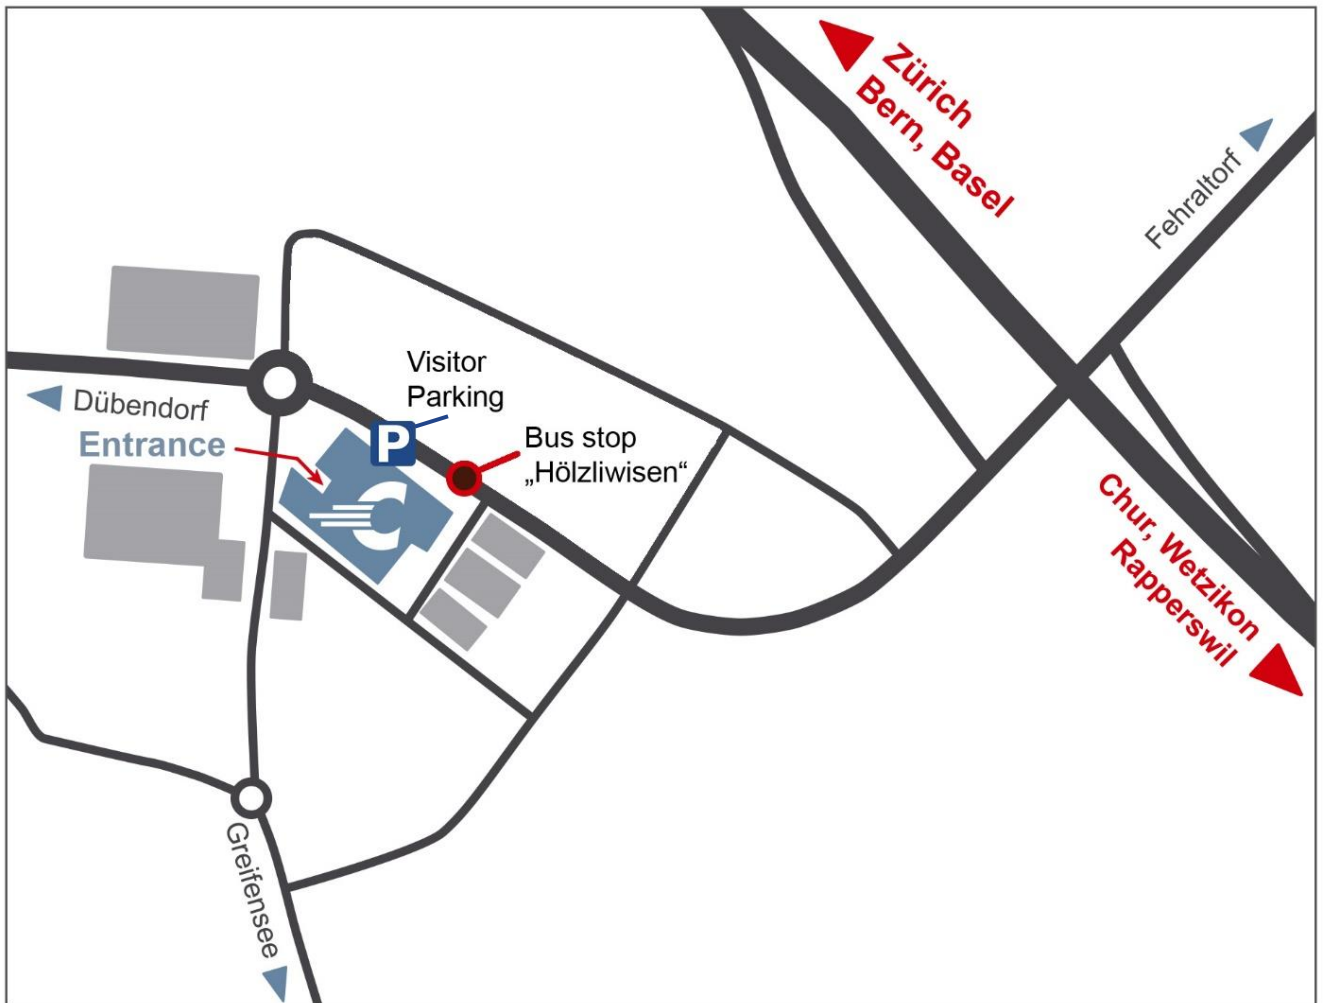 Zürich
Bern, Basel
Fehraltorf
Visitor
Parking
P
Dübendorf
Entrance
Bus stop
„Hölzliwisen“
Chur, Wetzikon
Rapperswil
Greifensee